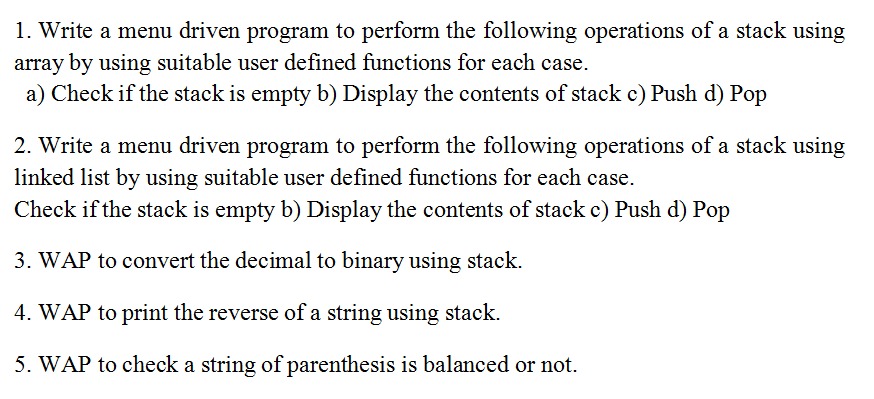 1. Write a menu driven program to perform the following operations of a stack using
array by using suitable user defined functions for each case.
a) Check if the stack is empty b) Display the contents of stack c) Push d) Pop
2. Write a menu driven program to perform the following operations of a stack using
linked list by using suitable user defined functions for each case.
Check if the stack is empty b) Display the contents of stack c) Push d) Pop
3. WAP to convert the decimal to binary using stack.
4. WAP to print the reverse of a string using stack.
5. WAP to check a string of parenthesis is balanced or not.